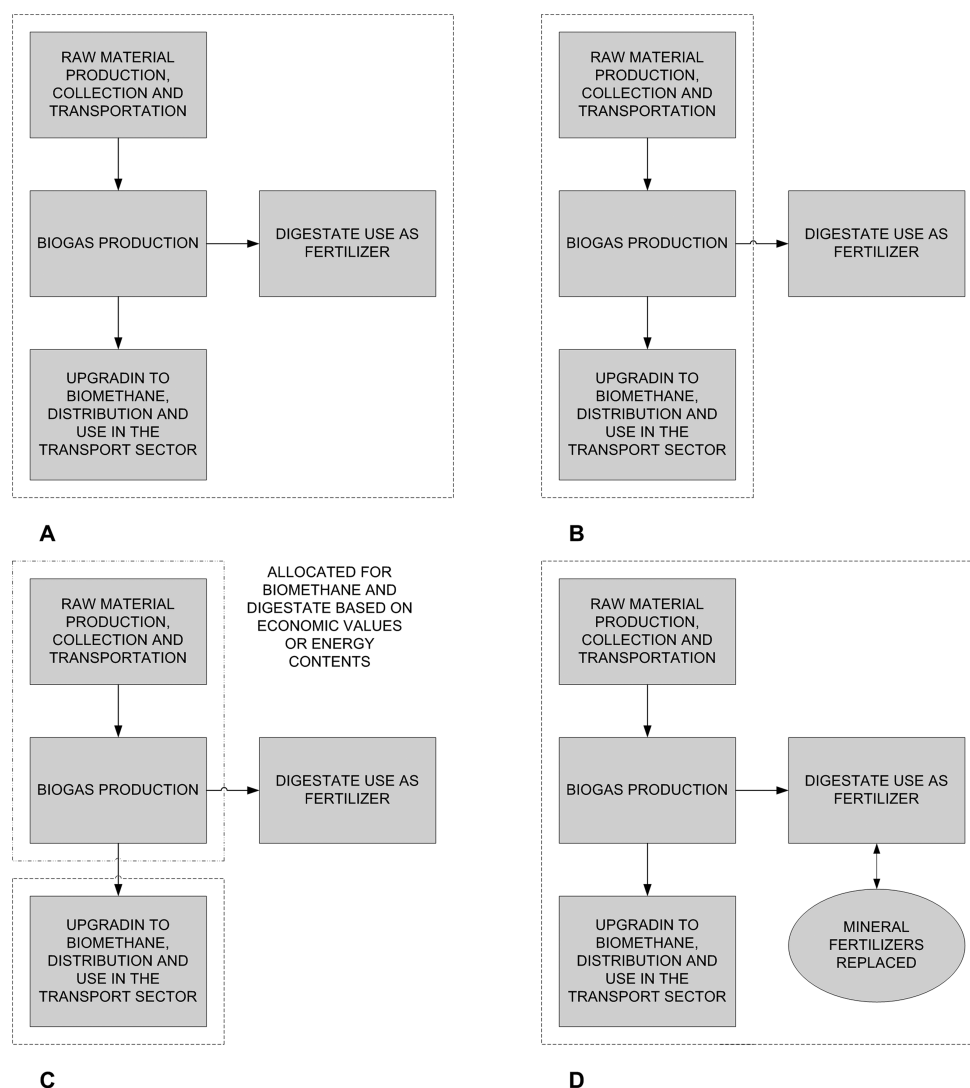 RAW MATERIAL
PRODUCTION,
COLLECTION AND
TRANSPORTATION
BIOGAS PRODUCTION
DIGESTATE USE AS
FERTILIZER
UPGRADIN TO
BIOMETHANE,
DISTRIBUTION AND
USE IN THE
TRANSPORT SECTOR
A
RAW MATERIAL
PRODUCTION,
COLLECTION AND
TRANSPORTATION
BIOGAS PRODUCTION
DIGESTATE USE AS
FERTILIZER
UPGRADIN TO
BIOMETHANE,
DISTRIBUTION AND
USE IN THE
TRANSPORT SECTOR
B
RAW MATERIAL
PRODUCTION,
COLLECTION AND
TRANSPORTATION
ALLOCATED FOR
BIOMETHANE AND
DIGESTATE BASED ON
ECONOMIC VALUES
OR ENERGY
CONTENTS
BIOGAS PRODUCTION
DIGESTATE USE AS
FERTILIZER
UPGRADIN TO
BIOMETHANE,
DISTRIBUTION AND
USE IN THE
TRANSPORT SECTOR
C
RAW MATERIAL
PRODUCTION,
COLLECTION AND
TRANSPORTATION
BIOGAS PRODUCTION
DIGESTATE USE AS
FERTILIZER
UPGRADIN TO
BIOMETHANE,
DISTRIBUTION AND
USE IN THE
TRANSPORT SECTOR
MINERAL
FERTILIZERS
REPLACED
D